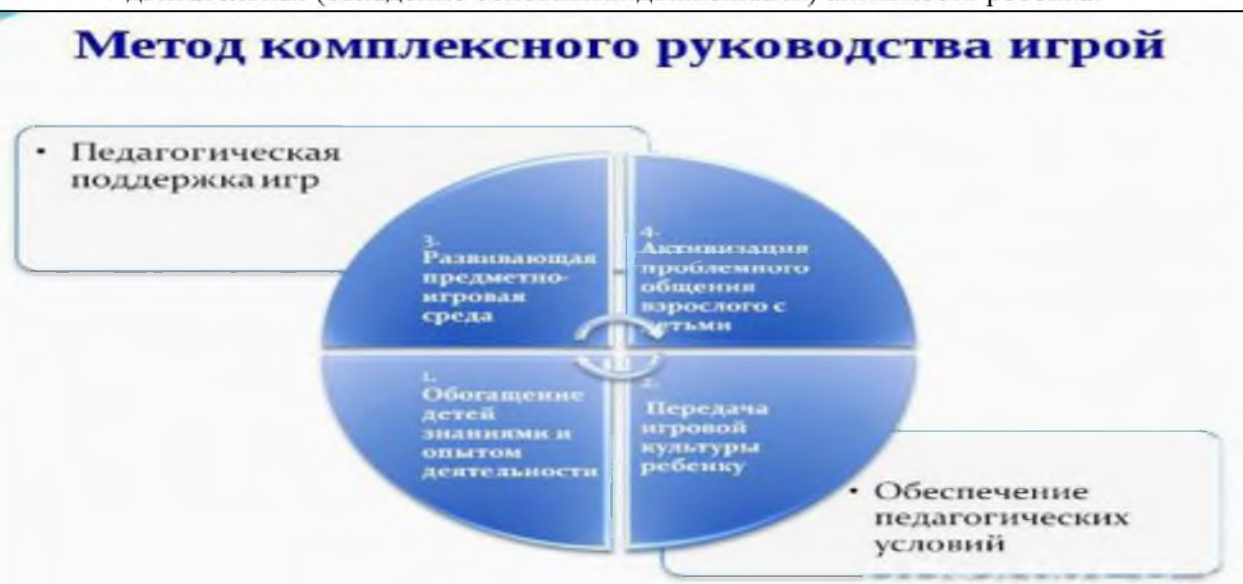 Метод комплексного руководства игрой
• Педагогическая
поддержка игр
3.
Развивающая
предметно-
игровая
среда
4.
Активизация
проблемного
общения
взрослого с
детьми
1.
Обогащение
детей
знаниями и
опытом
деятельности
2.
Передача
игровой
культуры
ребенку
• Обеспечение
педагогических
условий